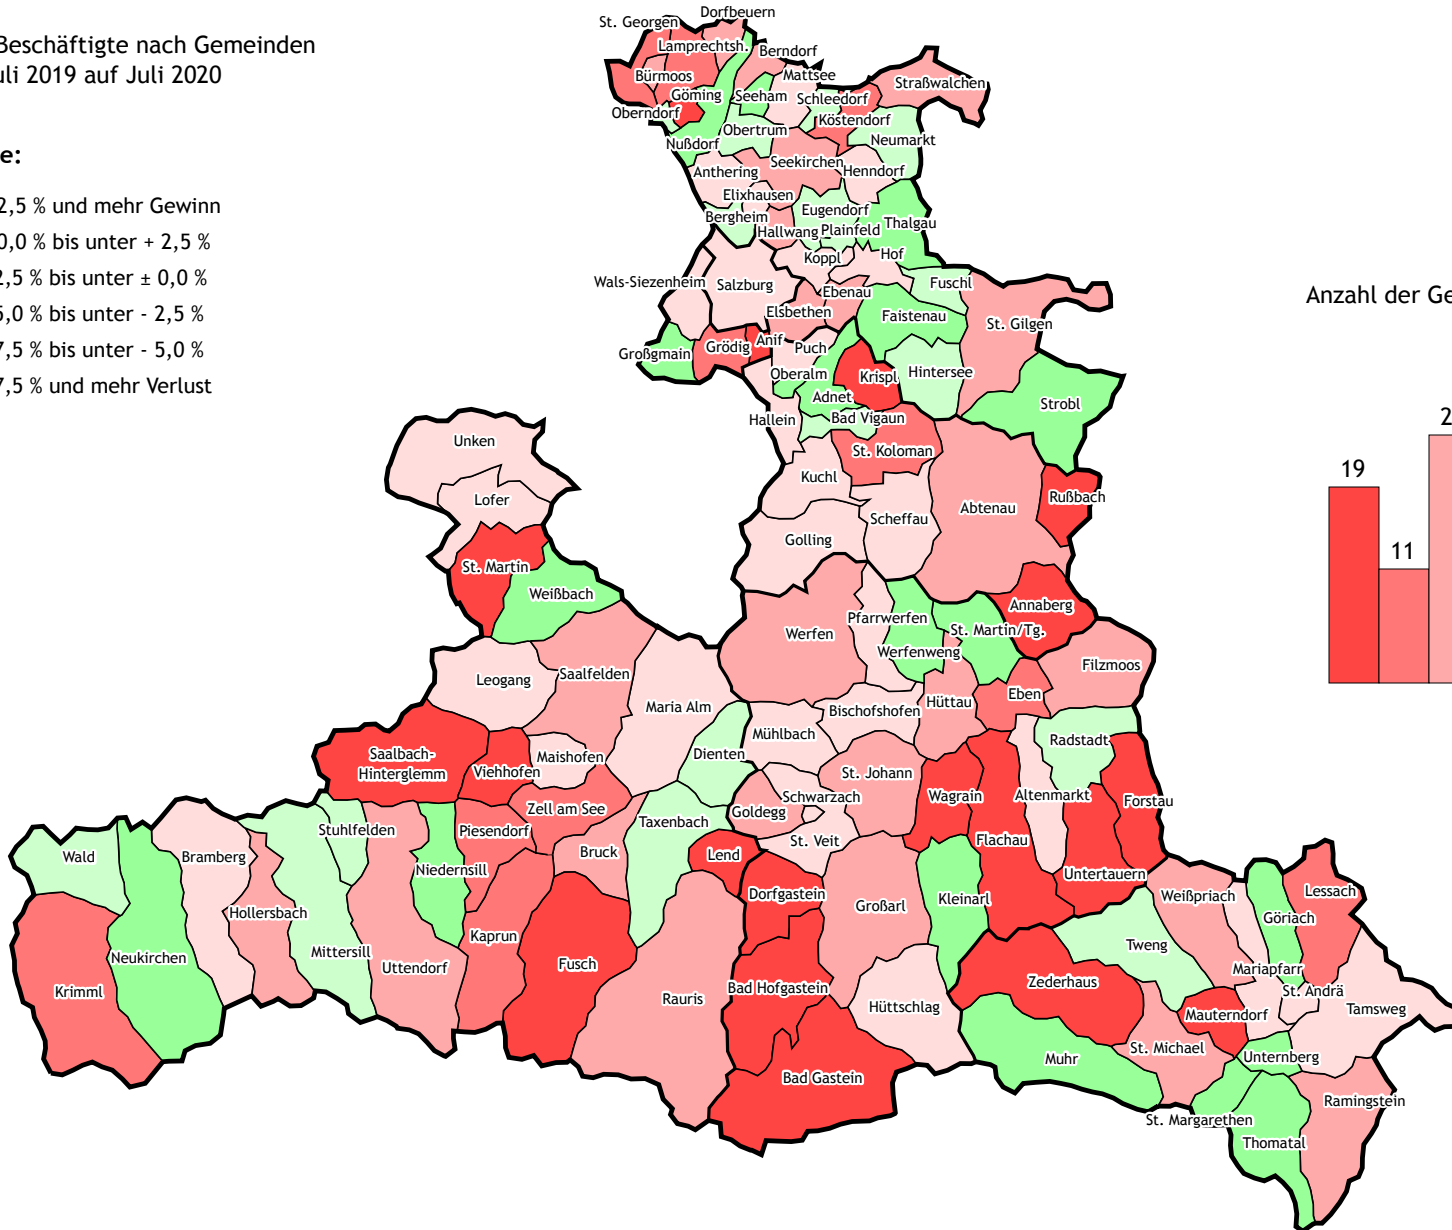 Beschäftigte nach Gemeinden
uli 2019 auf Juli 2020
e:
2,5 % und mehr Gewinn
0,0 % bis unter + 2,5 %
2,5 % bis unter ± 0,0 %
5,0 % bis unter - 2,5 %
7,5 % bis unter - 5,0 %
7,5 % und mehr Verlust
Anzahl der Ge
19
11
2
Dorfbeuern
St. Georgen
Lamprechtsh.
Berndorf
Bürmoos
Mattsee
Straßwalchen
Göming
Seeham
Schleedorf
Oberndorf
Köstendorf
Obertrum
Nußdorf
Neumarkt
Seekirchen
Anthering
Henndorf
Elixhausen
Eugendorf
Bergheim
Thalgau
Hallwang
Plainfeld
Koppl
Hof
Wals-Siezenheim
Salzburg
Fuschl
Ebenau
Elsbethen
Faistenau
St. Gilgen
Großgmain
Grödig
Anif
Puch
Oberalm
Krispl
Hintersee
Adnet
Strobl
Hallein
Bad Vigaun
Unken
St. Koloman
Kuchl
Lofer
Rußbach
Abtenau
Scheffau
Golling
St. Martin
Weißbach
Annaberg
Pfarrwerfen
Werfen
St. Martin/Tg.
Werfenweng
Filzmoos
Leogang
Saalfelden
Eben
Hüttau
Maria Alm
Bischofshofen
Mühlbach
Radstadt
Saalbach-
Hinterglemm
Dienten
Maishofen
Viehhofen
St. Johann
Schwarzach
Wagrain
Altenmarkt
Forstau
Zell am See
Goldegg
Taxenbach
Stuhlfelden
Piesendorf
St. Veit
Flachau
Wald
Bramberg
Bruck
Lend
Niedernsill
Untertauern
Dorfgastein
Lessach
Kleinarl
Weißpriach
Großarl
Hollersbach
Göriach
Kaprun
Tweng
Mittersill
Neukirchen
Fusch
Uttendorf
Mariapfarr
Zederhaus
Bad Hofgastein
Krimml
St. Andrä
Rauris
Hüttschlag
Tamsweg
Mauterndorf
St. Michael
Muhr
Unternberg
Bad Gastein
Ramingstein
St. Margarethen
Thomatal